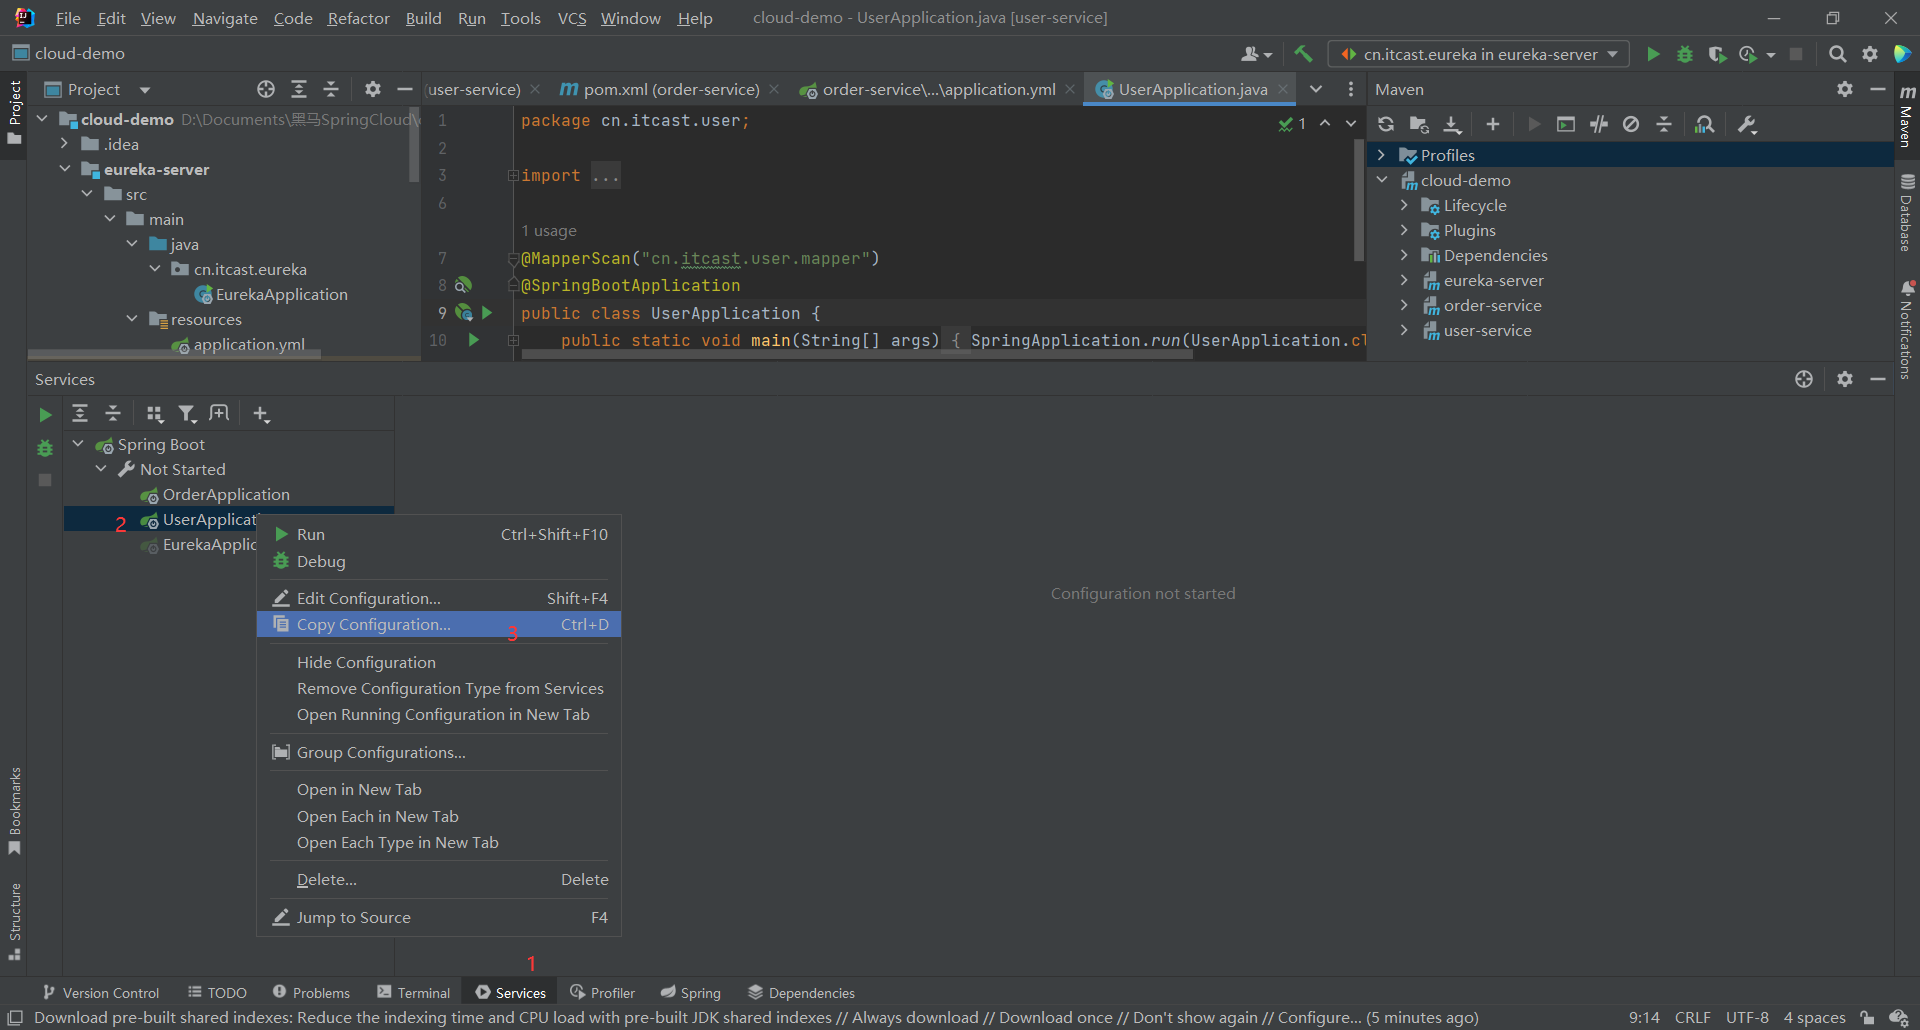 File Edit View Navigate Code Refactor Build Run Tools VCS Window Help cloud-demo - UserApplication.java [user-service]
cloud-demo
cn.itcast.eureka in eureka-server
Project
Project
(user-service)
pom.xml (order-service)
order-service\...\application.yml
UserApplication.java
Maven
cloud-demo D:\Documents\黑马SpringCloud\
.idea
eureka-server
src
main
java
cn.itcast.eureka
EurekaApplication
resources
application.yml
1 package cn.itcast.user;
1
2
3 import ...
6
1 usage
7 @MapperScan("cn.itcast.user.mapper")
8 @SpringBootApplication
9 public class UserApplication {
10 public static void main(String[] args) { SpringApplication.run(UserApplication.cl
Profiles
cloud-demo
Lifecycle
Plugins
Dependencies
eureka-server
order-service
user-service
Maven
Database
Notifications
Services
Spring Boot
Not Started
OrderApplication
2 UserApplicati
EurekaApplic
Run Ctrl+Shift+F10
Debug
Edit Configuration... Shift+F4
Copy Configuration... Ctrl+D
3
Hide Configuration
Remove Configuration Type from Services
Open Running Configuration in New Tab
Group Configurations...
Open in New Tab
Open Each in New Tab
Open Each Type in New Tab
Delete... Delete
Jump to Source F4
Configuration not started
Bookmarks
Structure
1
Version Control TODO Problems Terminal Services Profiler Spring Dependencies
Download pre-built shared indexes: Reduce the indexing time and CPU load with pre-built JDK shared indexes // Always download // Download once // Don't show again // Configure... (5 minutes ago) 9:14 CRLF UTF-8 4 spaces